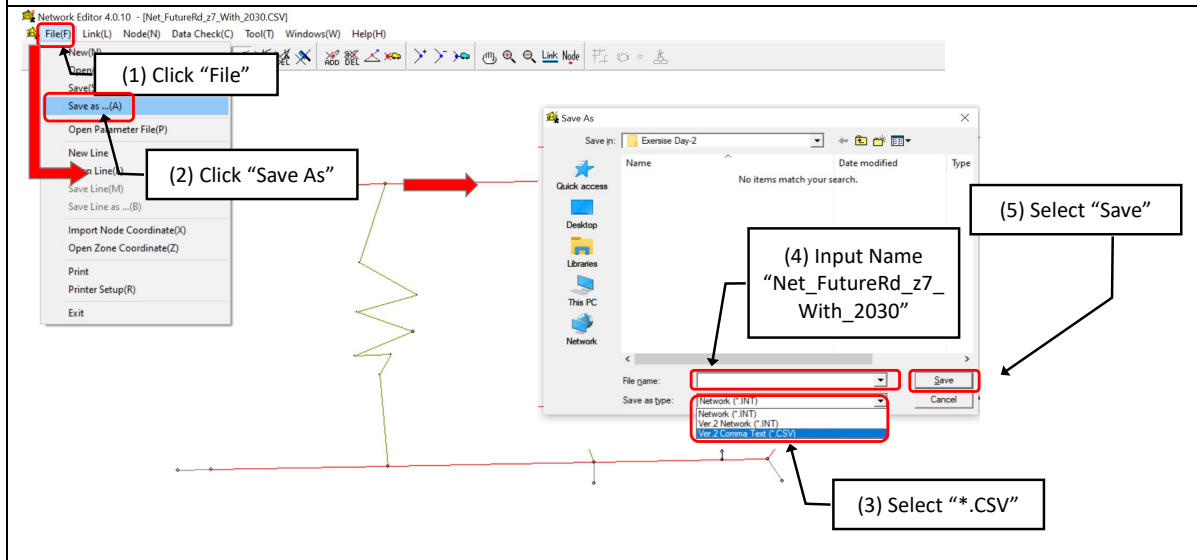 Network Editor 4.0.10 - [Net_FutureRd_z7_With_2030.CSV]
File(F) Link(L) Node(N) Data Check(C) Tool(T) Windows(W) Help(H)
ADD DEL Link Node
(1) Click “File”
Save as ...(A)
Open Parameter File(P)
New Line
(2) Click “Save As”
Save Line(M)
Save Line as ...(B)
Import Node Coordinate(X)
Open Zone Coordinate(Z)
Print
Printer Setup(R)
Exit
Save As
Save in: Exersise Day-2
Name Date modified Type
No items match your search.
Quick access
Desktop
Libraries
This PC
Network
(5) Select “Save”
(4) Input Name
“Net_FutureRd_z7_
With_2030”
File name: Save
Save as type: Network (*.INT) Cancel
Network (*.INT)
Ver.2 Network (*.INT)
Ver.2 Comma Text (*.CSV)
(3) Select “*.CSV”